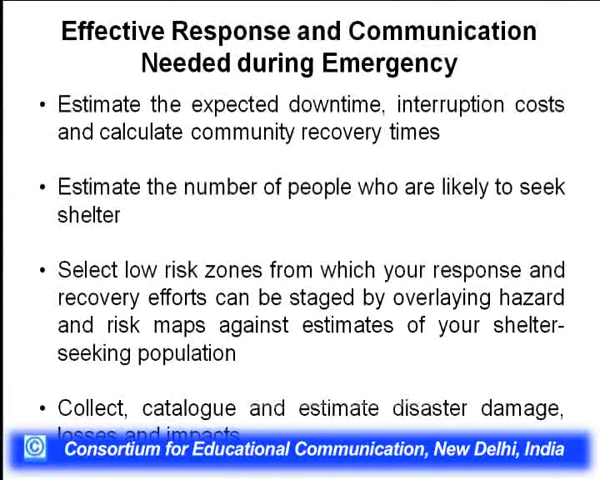 Effective Response and Communication
Needed during Emergency
• Estimate the expected downtime, interruption costs
and calculate community recovery times
• Estimate the number of people who are likely to seek
shelter
• Select low risk zones from which your response and
recovery efforts can be staged by overlaying hazard
and risk maps against estimates of your shelter-
seeking population
• Collect, catalogue and estimate disaster damage,
losses and impacts
© Consortium for Educational Communication, New Delhi, India